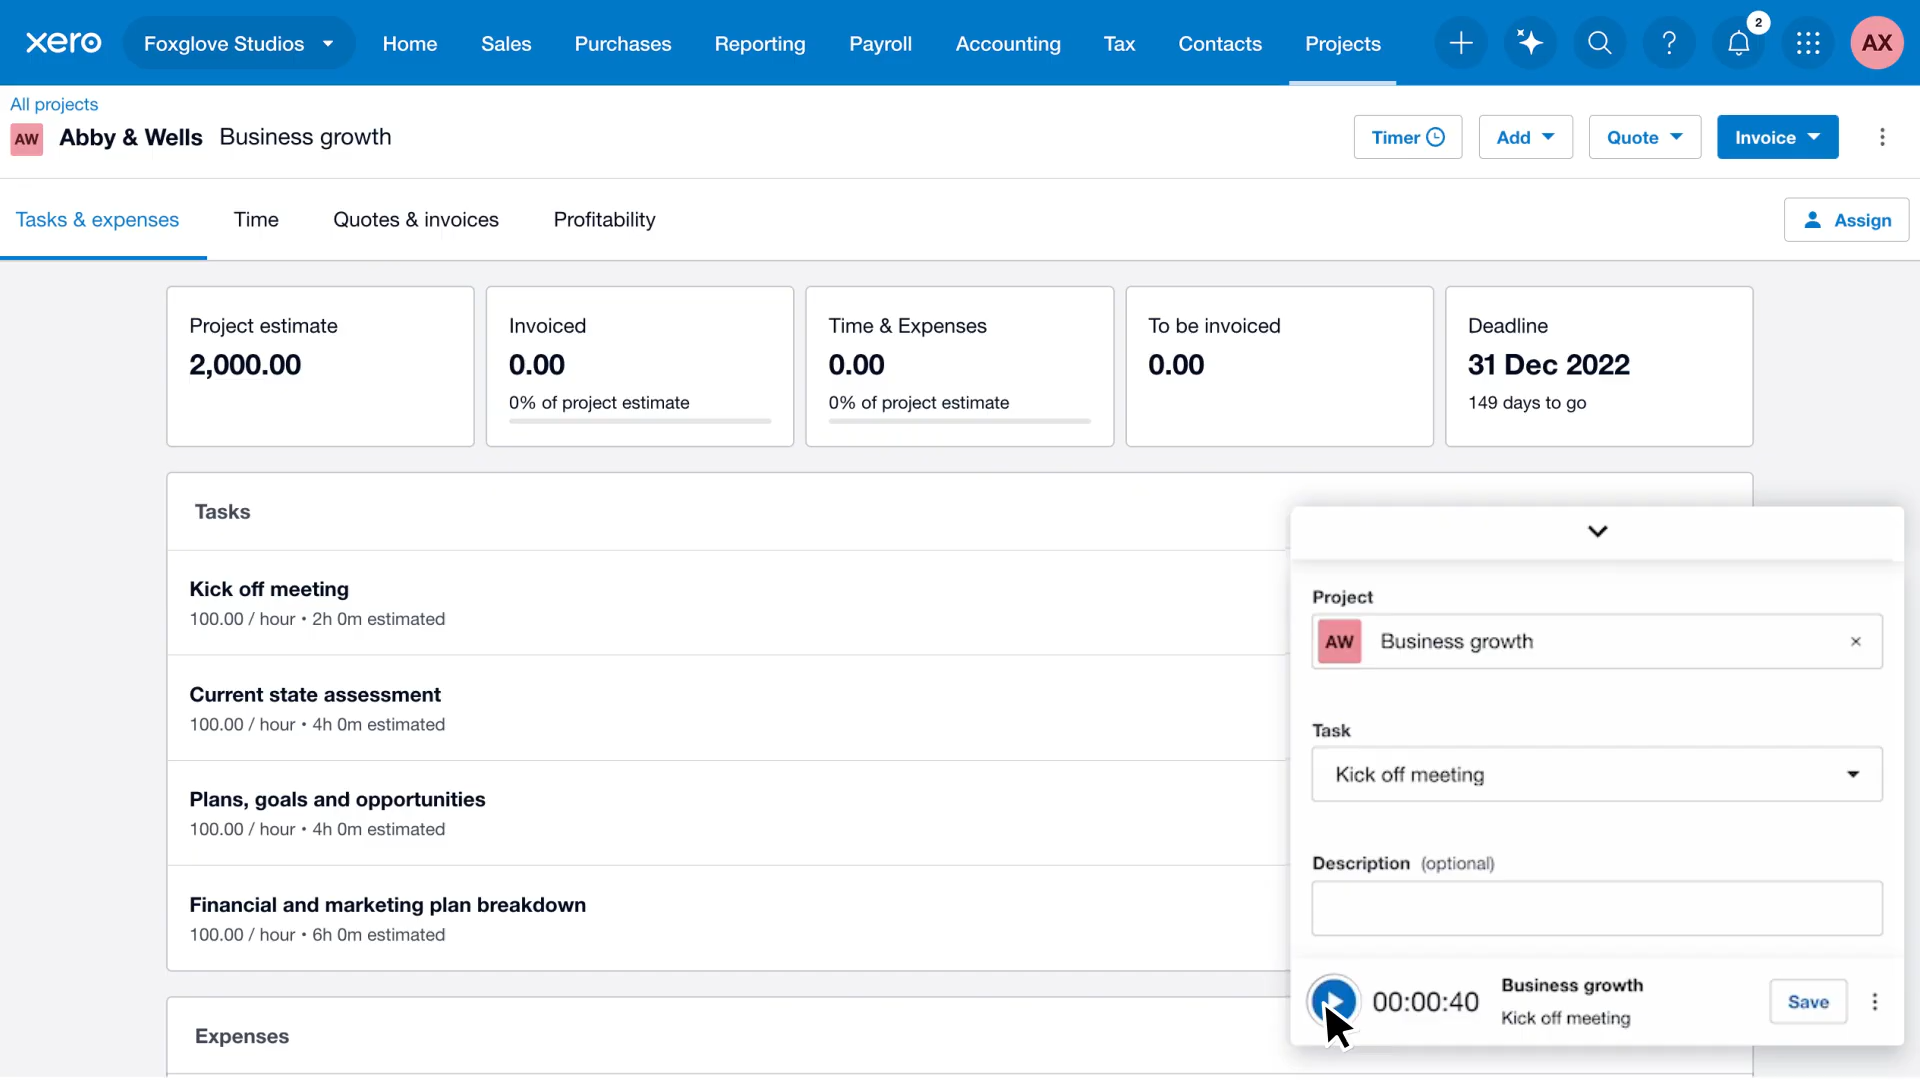 xero
Foxglove Studios
Home
Sales
Purchases
Reporting
Payroll
Accounting
Tax
Contacts
Projects
?
2
AX
All projects
AW
Abby & Wells Business growth
Timer
Add
Quote
Invoice
Tasks & expenses
Time
Quotes & invoices
Profitability
Assign
Project estimate
2,000.00
Invoiced
0.00
0% of project estimate
Time & Expenses
0.00
0% of project estimate
To be invoiced
0.00
Deadline
31 Dec 2022
149 days to go
Tasks
Kick off meeting
100.00 / hour • 2h 0m estimated
Current state assessment
100.00 / hour • 4h 0m estimated
Plans, goals and opportunities
100.00 / hour • 4h 0m estimated
Financial and marketing plan breakdown
100.00 / hour • 6h 0m estimated
Expenses
Project
AW Business growth ×
Task
Kick off meeting
Description (optional)
00:00:40
Business growth
Kick off meeting
Save